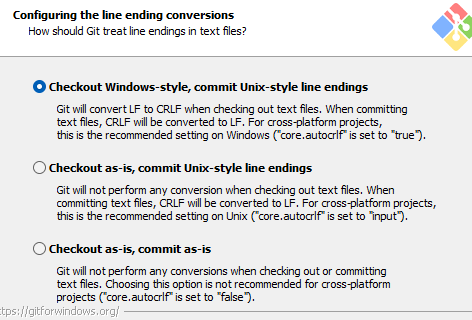 Configuring the line ending conversions
How should Git treat line endings in text files?
Checkout Windows-style, commit Unix-style line endings
Git will convert LF to CRLF when checking out text files. When committing
text files, CRLF will be converted to LF. For cross-platform projects,
this is the recommended setting on Windows ("core.autocrlf" is set to "true").
Checkout as-is, commit Unix-style line endings
Git will not perform any conversion when checking out text files. When
committing text files, CRLF will be converted to LF. For cross-platform projects,
this is the recommended setting on Unix ("core.autocrlf" is set to "input").
Checkout as-is, commit as-is
Git will not perform any conversions when checking out or committing
text files. Choosing this option is not recommended for cross-platform
projects ("core.autocrlf" is set to "false").
tps://gitforwindows.org/